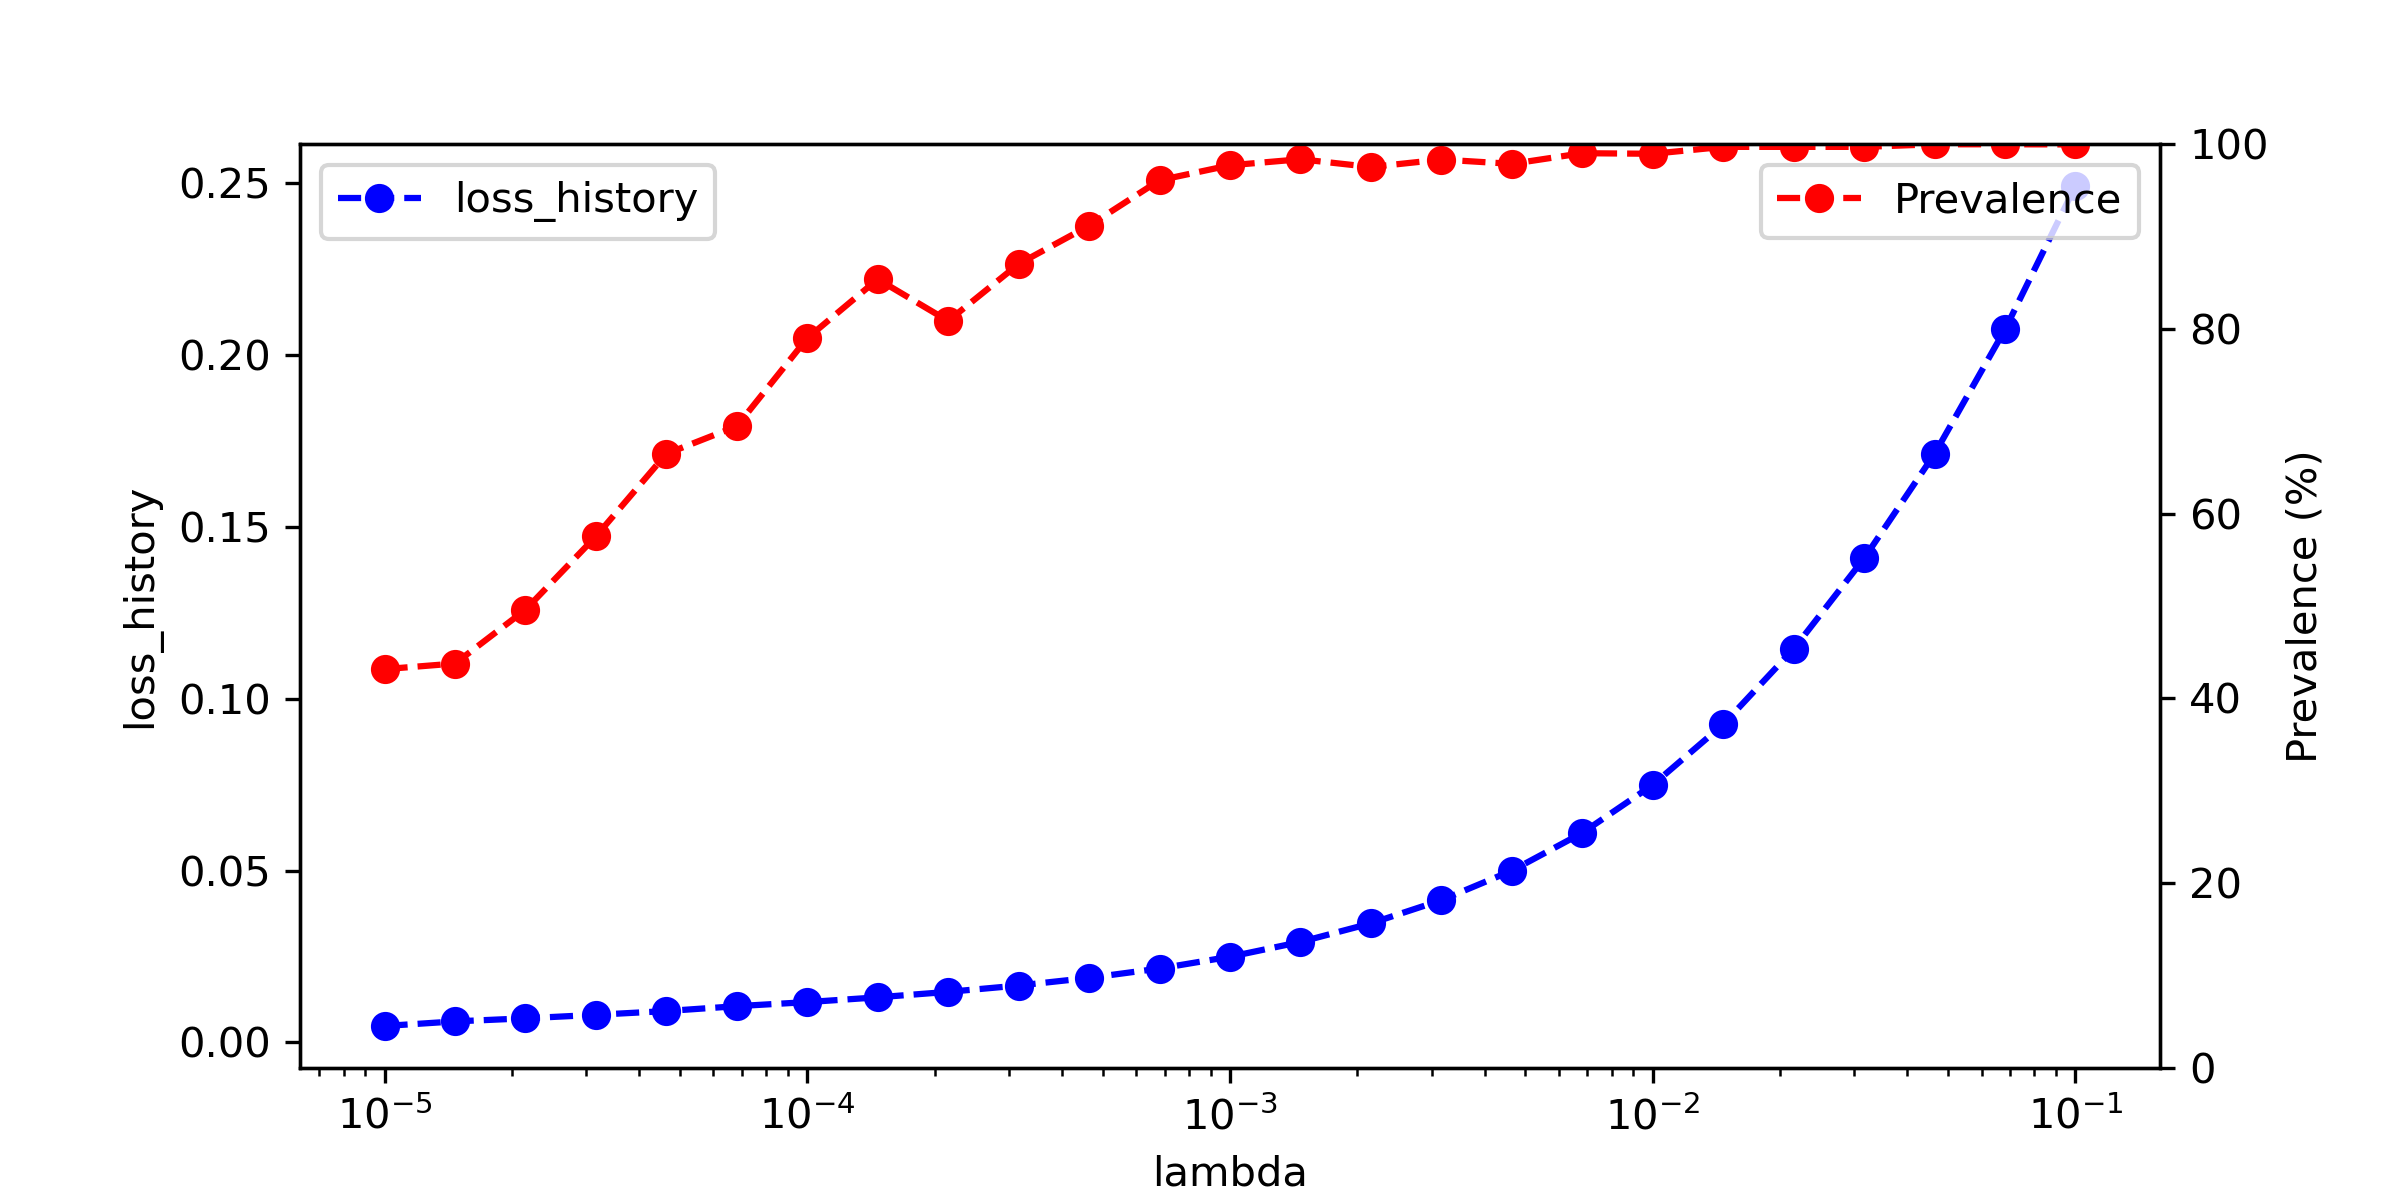 loss_history
Prevalence
0.25
0.20
0.15
0.10
0.05
0.00
loss_history
100
80
60
40
20
0
Prevalence (%)
10⁻⁵ 10⁻⁴ 10⁻³ 10⁻² 10⁻¹
lambda